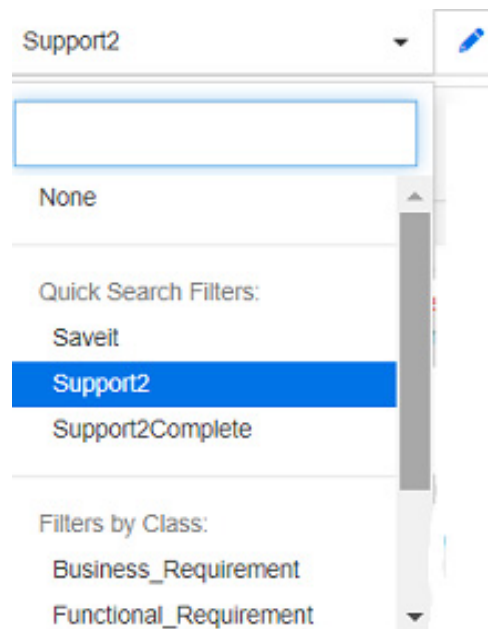 Support2
None
Quick Search Filters:
Saveit
Support2
Support2Complete
Filters by Class:
Business_Requirement
Functional_Requirement